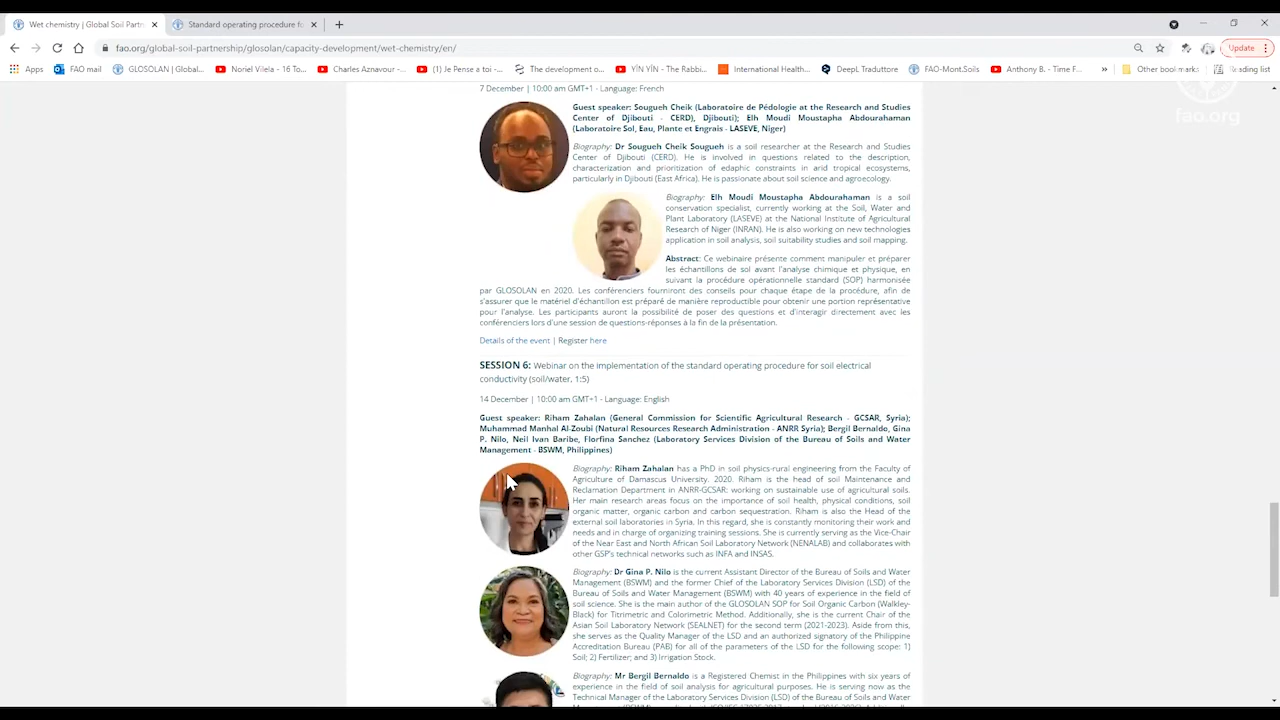 Wet chemistry | Global Soil Partn
Standard operating procedure fo
fao.org/global-soil-partnership/glosolan/capacity-development/wet-chemistry/en/
Update
Apps
FAO mail
GLOSOLAN | Global...
Noriel Vilela - 16 To...
Charles Aznavour -...
(1) Je Pense a toi -...
The development o...
YÏN YÏN - The Rabbi...
International Health...
DeepL Traduttore
FAO-Mont.Soils
Anthony B. - Time F...
»
Other bookmarks
Reading list
fao.org
7 December | 10:00 am GMT+1 - Language: French
Guest speaker: Sougueh Cheik (Laboratoire de Pédologie at the Research and Studies
Center of Djibouti - CERD), Djibouti); Elh Moudi Moustapha Abdourahaman
(Laboratoire Sol, Eau, Plante et Engrais - LASEVE, Niger)
Biography: Dr Sougueh Cheik Sougueh is a soil researcher at the Research and Studies
Center of Djibouti (CERD). He is involved in questions related to the description,
characterization and prioritization of edaphic constraints in arid tropical ecosystems,
particularly in Djibouti (East Africa). He is passionate about soil science and agroecology.
Biography: Elh Moudi Moustapha Abdourahaman is a soil
conservation specialist, currently working at the Soil, Water and
Plant Laboratory (LASEVE) at the National Institute of Agricultural
Research of Niger (INRAN). He is also working on new technologies
application in soil analysis, soil suitability studies and soil mapping.
Abstract: Ce webinaire présente comment manipuler et préparer
les échantillons de sol avant l'analyse chimique et physique, en
suivant la procédure opérationnelle standard (SOP) harmonisée
par GLOSOLAN en 2020. Les conférenciers fourniront des conseils pour chaque étape de la procédure, afin de
s'assurer que le matériel d'échantillon est préparé de manière reproductible pour obtenir une portion représentative
pour l'analyse. Les participants auront la possibilité de poser des questions et d'interagir directement avec les
conférenciers lors d'une session de questions-réponses à la fin de la présentation.
Details of the event | Register here
SESSION 6: Webinar on the implementation of the standard operating procedure for soil electrical
conductivity (soil/water, 1:5)
14 December | 10:00 am GMT+1 - Language: English
Guest speaker: Riham Zahalan (General Commission for Scientific Agricultural Research - GCSAR, Syria);
Muhammad Manhal Al-Zoubi (Natural Resources Research Administration - ANRR Syria); Bergil Bernaldo, Gina
P. Nilo, Neil Ivan Baribe, Florfina Sanchez (Laboratory Services Division of the Bureau of Soils and Water
Management - BSWM, Philippines)
Biography: Riham Zahalan has a PhD in soil physics-rural engineering from the Faculty of
Agriculture of Damascus University. 2020. Riham is the head of soil Maintenance and
Reclamation Department in ANRR-GCSAR: working on sustainable use of agricultural soils.
Her main research areas focus on the importance of soil health, physical conditions, soil
organic matter, organic carbon and carbon sequestration. Riham is also the Head of the
external soil laboratories in Syria. In this regard, she is constantly monitoring their work and
needs and in charge of organizing training sessions. She is currently serving as the Vice-Chair
of the Near East and North African Soil Laboratory Network (NENALAB) and collaborates with
other GSP's technical networks such as INFA and INSAS.
Biography: Dr Gina P. Nilo is the current Assistant Director of the Bureau of Soils and Water
Management (BSWM) and the former Chief of the Laboratory Services Division (LSD) of the
Bureau of Soils and Water Management (BSWM) with 40 years of experience in the field of
soil science. She is the main author of the GLOSOLAN SOP for Soil Organic Carbon (Walkley-
Black) for Titrimetric and Colorimetric Method. Additionally, she is the current Chair of the
Asian Soil Laboratory Network (SEALNET) for the second term (2021-2023). Aside from this,
she serves as the Quality Manager of the LSD and an authorized signatory of the Philippine
Accreditation Bureau (PAB) for all of the parameters of the LSD for the following scope: 1)
Soil; 2) Fertilizer; and 3) Irrigation Stock.
Biography: Mr Bergil Bernaldo is a Registered Chemist in the Philippines with six years of
experience in the field of soil analysis for agricultural purposes. He is serving now as the
Technical Manager of the Laboratory Services Division (LSD) of the Bureau of Soils and Water